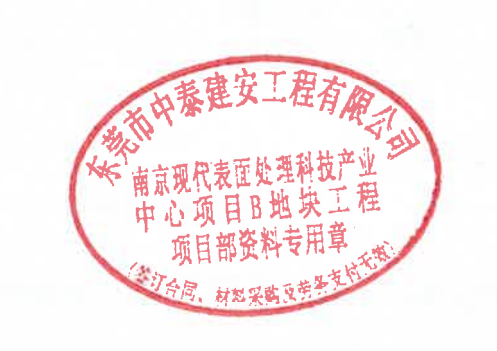 东莞市中泰建安工程有限公司
南京现代表面处理科技产业
中心项目B地块工程
项目部资料专用章
(签订合同、材料采购及劳务支付无效)